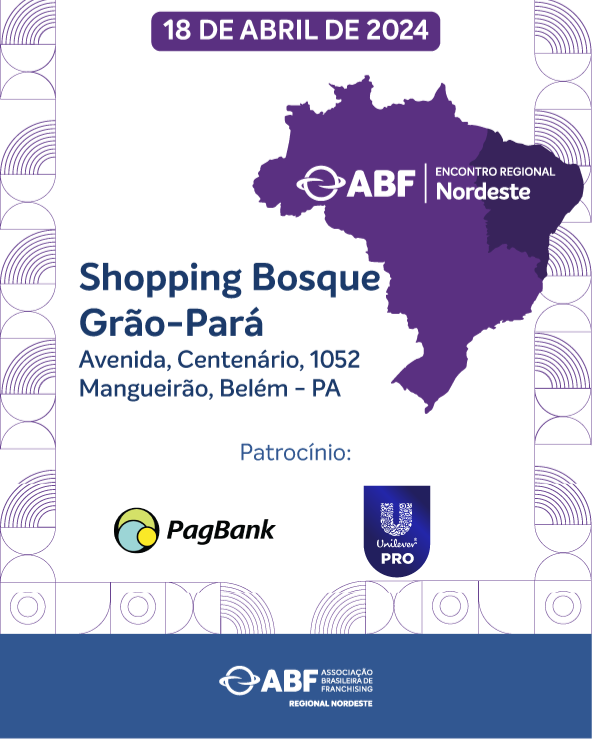 18 DE ABRIL DE 2024
ABF
ENCONTRO REGIONAL
Nordeste
Shopping Bosque
Grão-Pará
Avenida, Centenário, 1052
Mangueirão, Belém - PA
Patrocínio:
PagBank
Unilever
PRO
ABF
ASSOCIAÇÃO
BRASILEIRA DE
FRANCHISING
REGIONAL NORDESTE